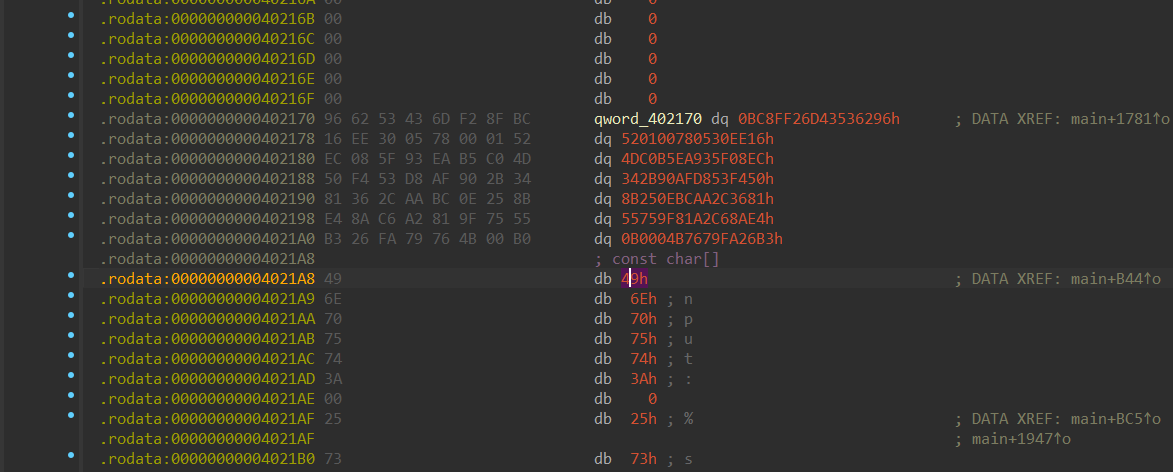 .rodata:000000000040216A 00 db 0
.rodata:000000000040216B 00 db 0
.rodata:000000000040216C 00 db 0
.rodata:000000000040216D 00 db 0
.rodata:000000000040216E 00 db 0
.rodata:000000000040216F 00 db 0
.rodata:0000000000402170 96 62 53 43 6D F2 8F BC qword_402170 dq 0BC8FF26D43536296h ; DATA XREF: main+1781↑o
.rodata:0000000000402178 16 EE 30 05 78 00 01 52 dq 520100780530EE16h
.rodata:0000000000402180 EC 08 5F 93 EA B5 C0 4D dq 4DC0B5EA935F08ECh
.rodata:0000000000402188 50 F4 53 D8 AF 90 2B 34 dq 342B90AFD853F450h
.rodata:0000000000402190 81 36 2C AA BC 0E 25 8B dq 8B250EBCAA2C3681h
.rodata:0000000000402198 E4 8A C6 A2 81 9F 75 55 dq 55759F81A2C68AE4h
.rodata:00000000004021A0 B3 26 FA 79 76 4B 00 B0 dq 0B0004B7679FA26B3h
.rodata:00000000004021A8 ; const char[]
.rodata:00000000004021A8 49 db 49h ; DATA XREF: main+B44↑o
.rodata:00000000004021A9 6E db 6Eh ; n
.rodata:00000000004021AA 70 db 70h ; p
.rodata:00000000004021AB 75 db 75h ; u
.rodata:00000000004021AC 74 db 74h ; t
.rodata:00000000004021AD 3A db 3Ah ; :
.rodata:00000000004021AE 00 db 0
.rodata:00000000004021AF 25 db 25h ; % ; DATA XREF: main+BC5↑o
.rodata:00000000004021AF ; main+1947↑o
.rodata:00000000004021B0 73 db 73h ; s